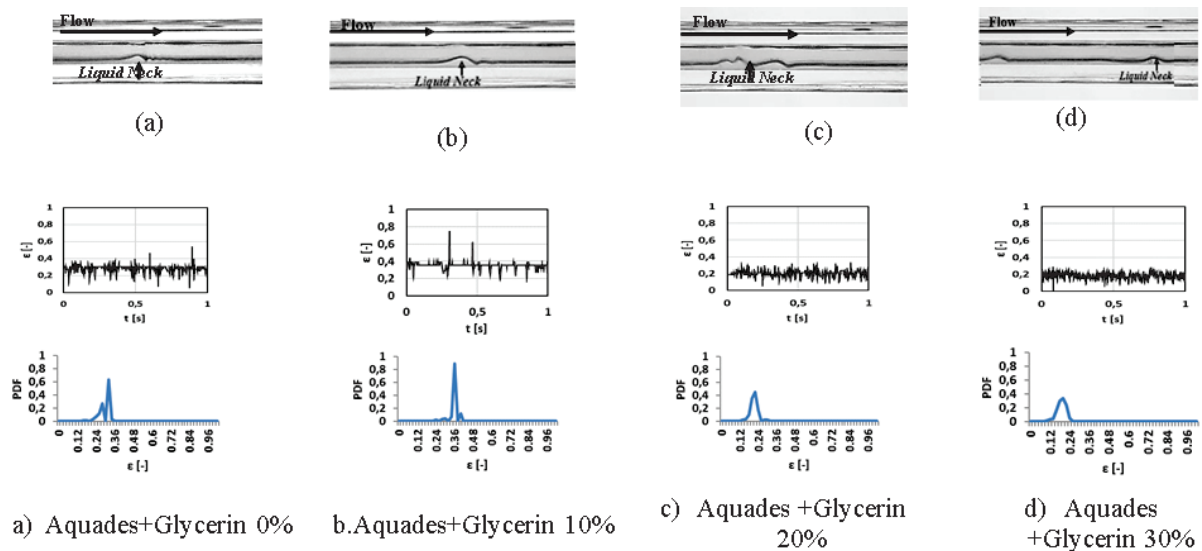 Flow
Liquid Neck
(a)
Flow
Liquid Neck
(b)
Flow
Liquid Neck
(c)
Flow
Liquid Neck
(d)
1
0,8
0,6
0,4
0,2
0
ε [-]
0 0,5 1
t [s]
1
0,8
0,6
0,4
0,2
0
ε [-]
0 0,5 1
t [s]
1
0,8
0,6
0,4
0,2
0
ε [-]
0 0,5 1
t [s]
1
0,8
0,6
0,4
0,2
0
ε [-]
0 0,5 1
t [s]
1
0,8
0,6
0,4
0,2
0
PDF
0 0.12 0.24 0.36 0.48 0.6 0.72 0.84 0.96
ε [-]
1
0,8
0,6
0,4
0,2
0
PDF
0 0.12 0.24 0.36 0.48 0.6 0.72 0.84 0.96
ε [-]
1
0,8
0,6
0,4
0,2
0
PDF
0 0.12 0.24 0.36 0.48 0.6 0.72 0.84 0.96
ε [-]
1
0,8
0,6
0,4
0,2
0
PDF
0 0.12 0.24 0.36 0.48 0.6 0.72 0.84 0.96
ε [-]
a) Aquades+Glycerin 0%
b.Aquades+Glycerin 10%
c) Aquades +Glycerin
20%
d) Aquades
+Glycerin 30%